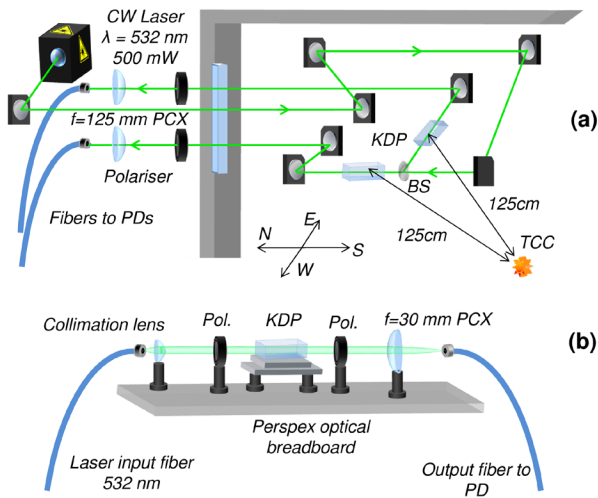 CW Laser
λ = 532 nm
500 mW
(a)
f=125 mm PCX
KDP
Polariser
BS
125cm
Fibers to PDs
E
N
S
W
125cm
TCC
(b)
Collimation lens
Pol.
KDP
Pol.
f=30 mm PCX
Perspex optical
breadboard
Laser input fiber
532 nm
Output fiber to
PD